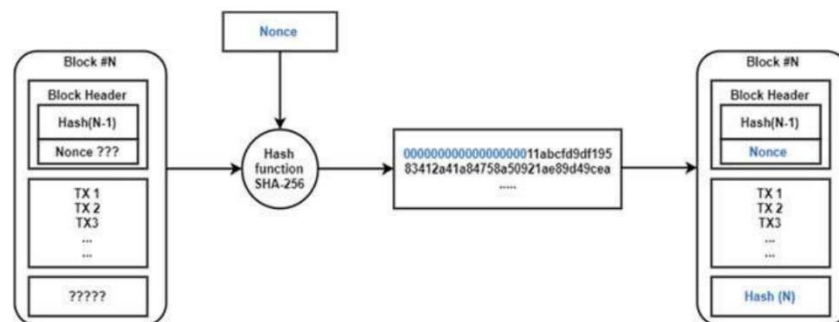 Nonce
Block #N
Block Header
Hash(N-1)
Nonce ???
TX 1
TX 2
TX3
...
...
?????
Hash
function
SHA-256
00000000000000000011abcfd9df195
83412a41a84758a50921ae89d49cea
.....
Block #N
Block Header
Hash(N-1)
Nonce
TX 1
TX 2
TX3
...
...
Hash (N)